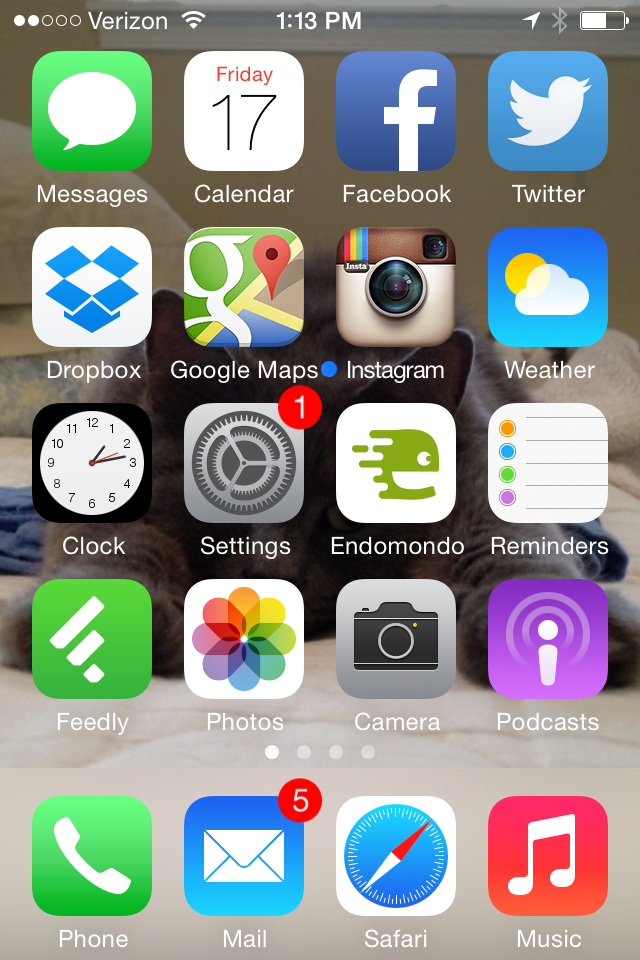 Verizon 1:13 PM
Friday
17
Messages Calendar Facebook Twitter
Insta
Dropbox Google Maps Instagram Weather
1
12
11 1
10 2
9 3
8 4
7 5
6
Clock Settings Endomondo Reminders
Feedly Photos Camera Podcasts
5
Phone Mail Safari Music